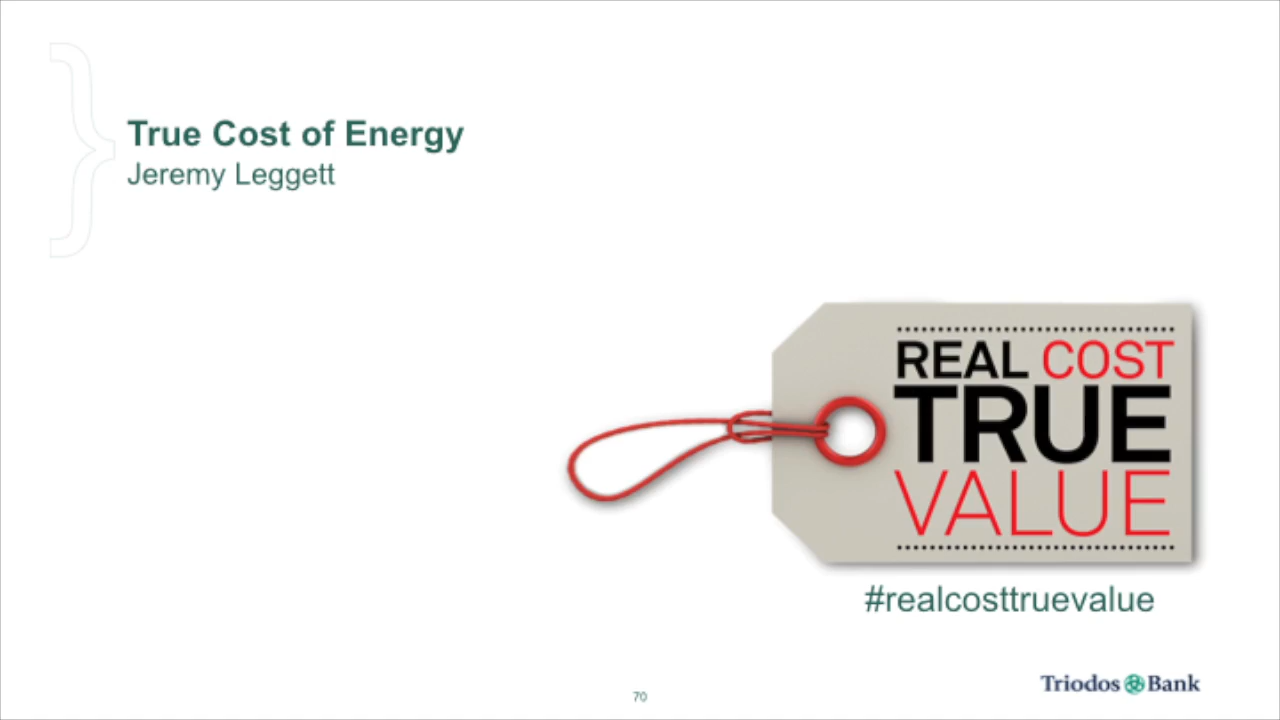 True Cost of Energy
Jeremy Leggett
REAL COST
TRUE
VALUE
#realcosttruevalue
70
Triodos Bank